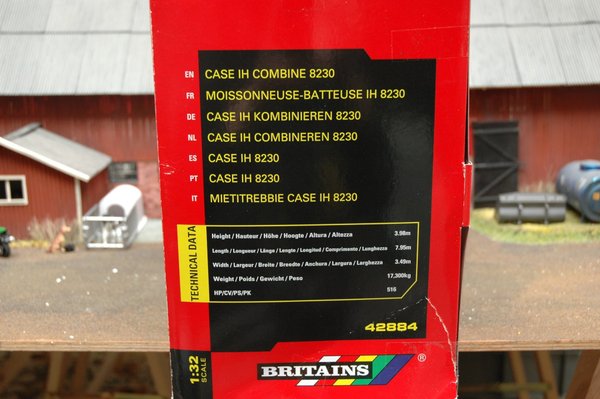 EN CASE IH COMBINE 8230
FR MOISSONNEUSE-BATTEUSE IH 8230
DE CASE IH KOMBINIEREN 8230
NL CASE IH COMBINEREN 8230
ES CASE IH 8230
PT CASE IH 8230
IT MIETITREBBIE CASE IH 8230
TECHNICAL DATA
Height / Hauteur / Höhe / Hoogte / Altura / Altezza 3.98m
Length / Longueur / Länge / Lengte / Longited / Comprimento / Lunghezza 7.95m
Width / Largeur / Breite / Breedte / Anchura / Largura / Larghezza 3.49m
Weight / Poids / Gewicht / Peso 17,300kg
HP/CV/PS/PK 516
42884
1:32 SCALE
BRITAINS ®